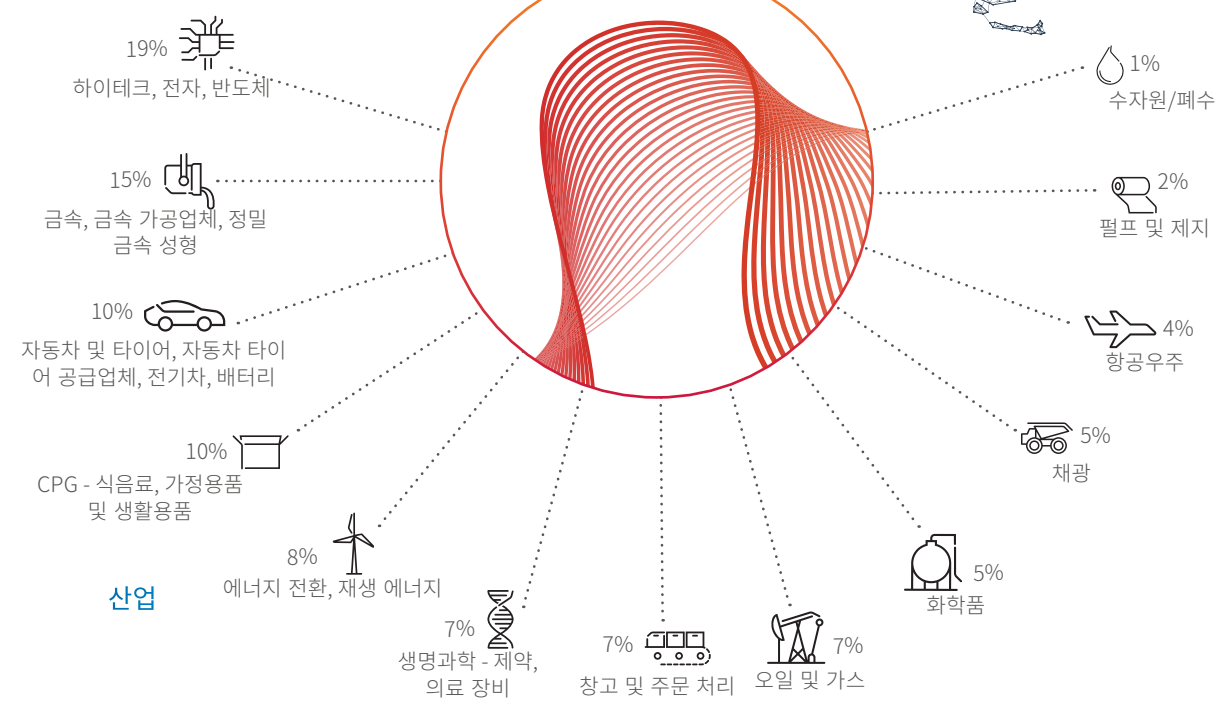 19%
하이테크, 전자, 반도체
15%
금속, 금속 가공업체, 정밀
금속 성형
10%
자동차 및 타이어, 자동차 타이
어 공급업체, 전기차, 배터리
10%
CPG - 식음료, 가정용품
및 생활용품
8%
에너지 전환, 재생 에너지
산업
7%
생명과학 - 제약,
의료 장비
7%
창고 및 주문 처리
7%
오일 및 가스
5%
화학품
5%
채광
4%
항공우주
2%
펄프 및 제지
1%
수자원/폐수